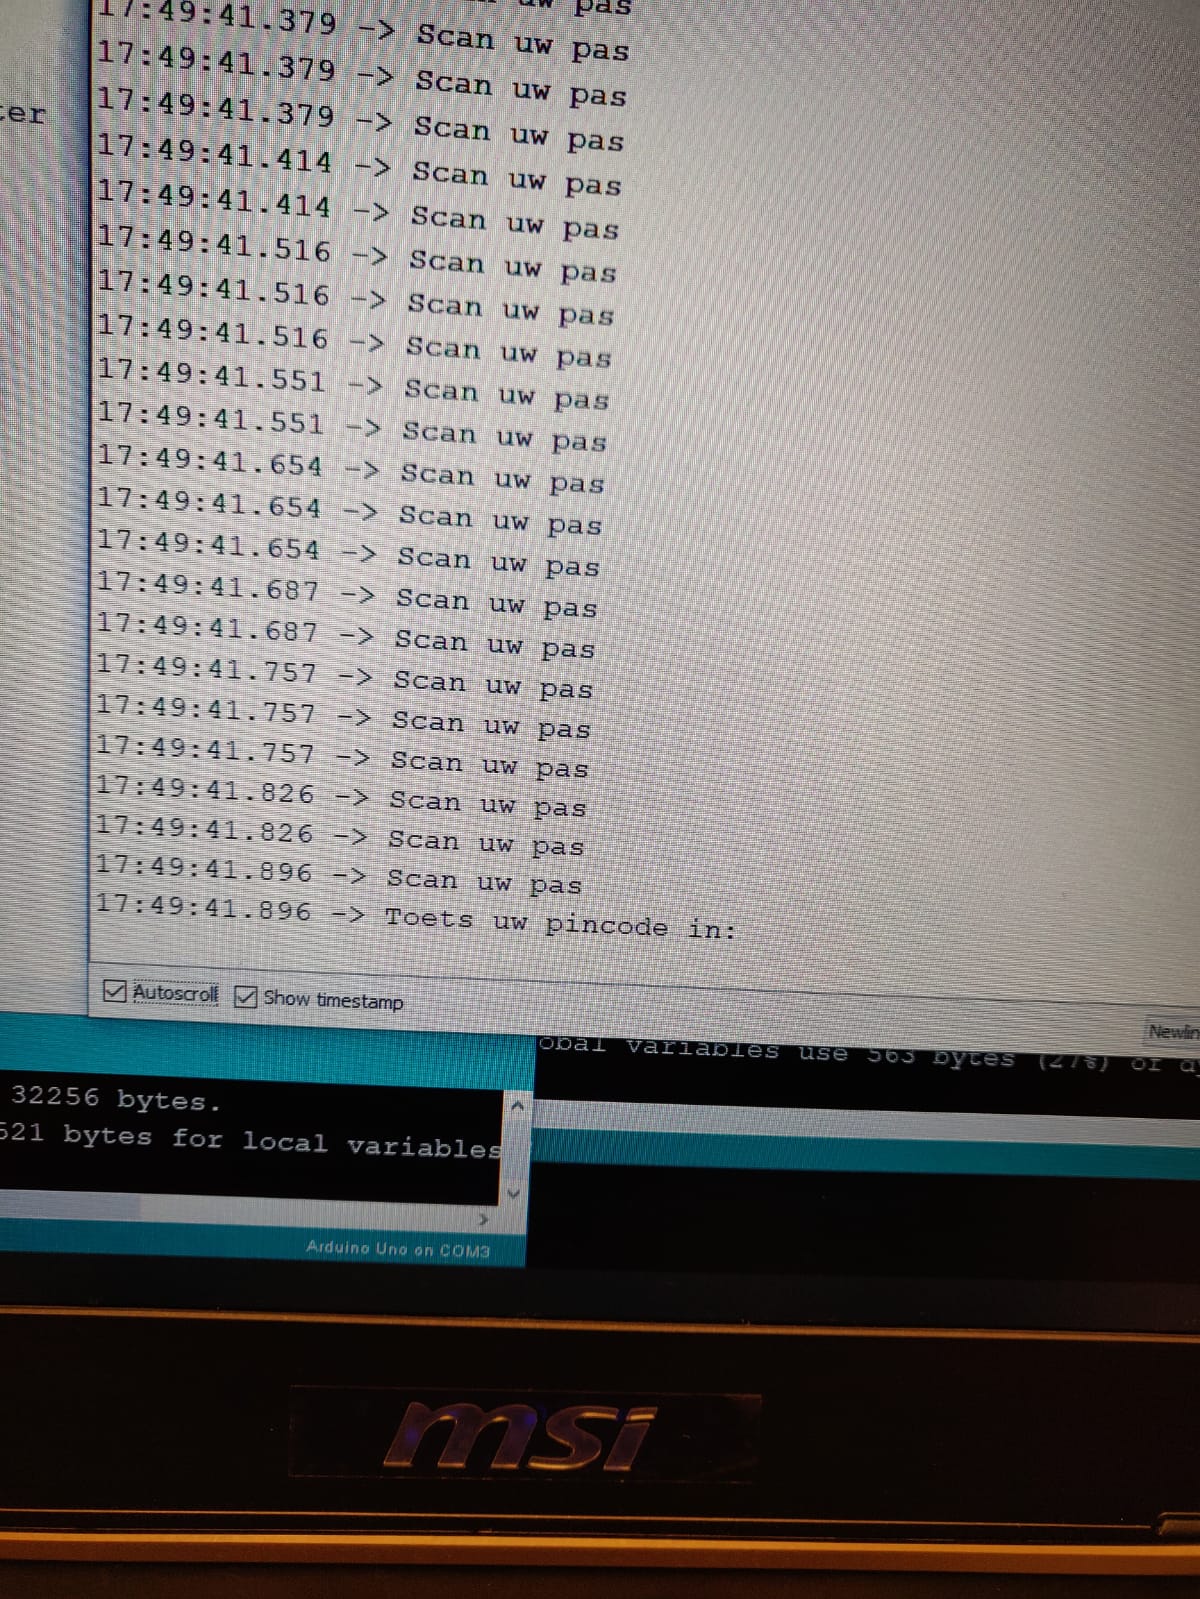 uw pas
17:49:41.379 -> Scan uw pas
17:49:41.379 -> Scan uw pas
17:49:41.379 -> Scan uw pas
17:49:41.414 -> Scan uw pas
17:49:41.414 -> Scan uw pas
17:49:41.516 -> Scan uw pas
17:49:41.516 -> Scan uw pas
17:49:41.516 -> Scan uw pas
17:49:41.551 -> Scan uw pas
17:49:41.551 -> Scan uw pas
17:49:41.654 -> Scan uw pas
17:49:41.654 -> Scan uw pas
17:49:41.654 -> Scan uw pas
17:49:41.687 -> Scan uw pas
17:49:41.687 -> Scan uw pas
17:49:41.757 -> Scan uw pas
17:49:41.757 -> Scan uw pas
17:49:41.757 -> Scan uw pas
17:49:41.826 -> Scan uw pas
17:49:41.826 -> Scan uw pas
17:49:41.896 -> Scan uw pas
17:49:41.896 -> Toets uw pincode in:
ter
Autoscroll Show timestamp
Newlin
obal variables use 563 bytes (27%) of dy
32256 bytes.
521 bytes for local variables
Arduino Uno on COM3
msi